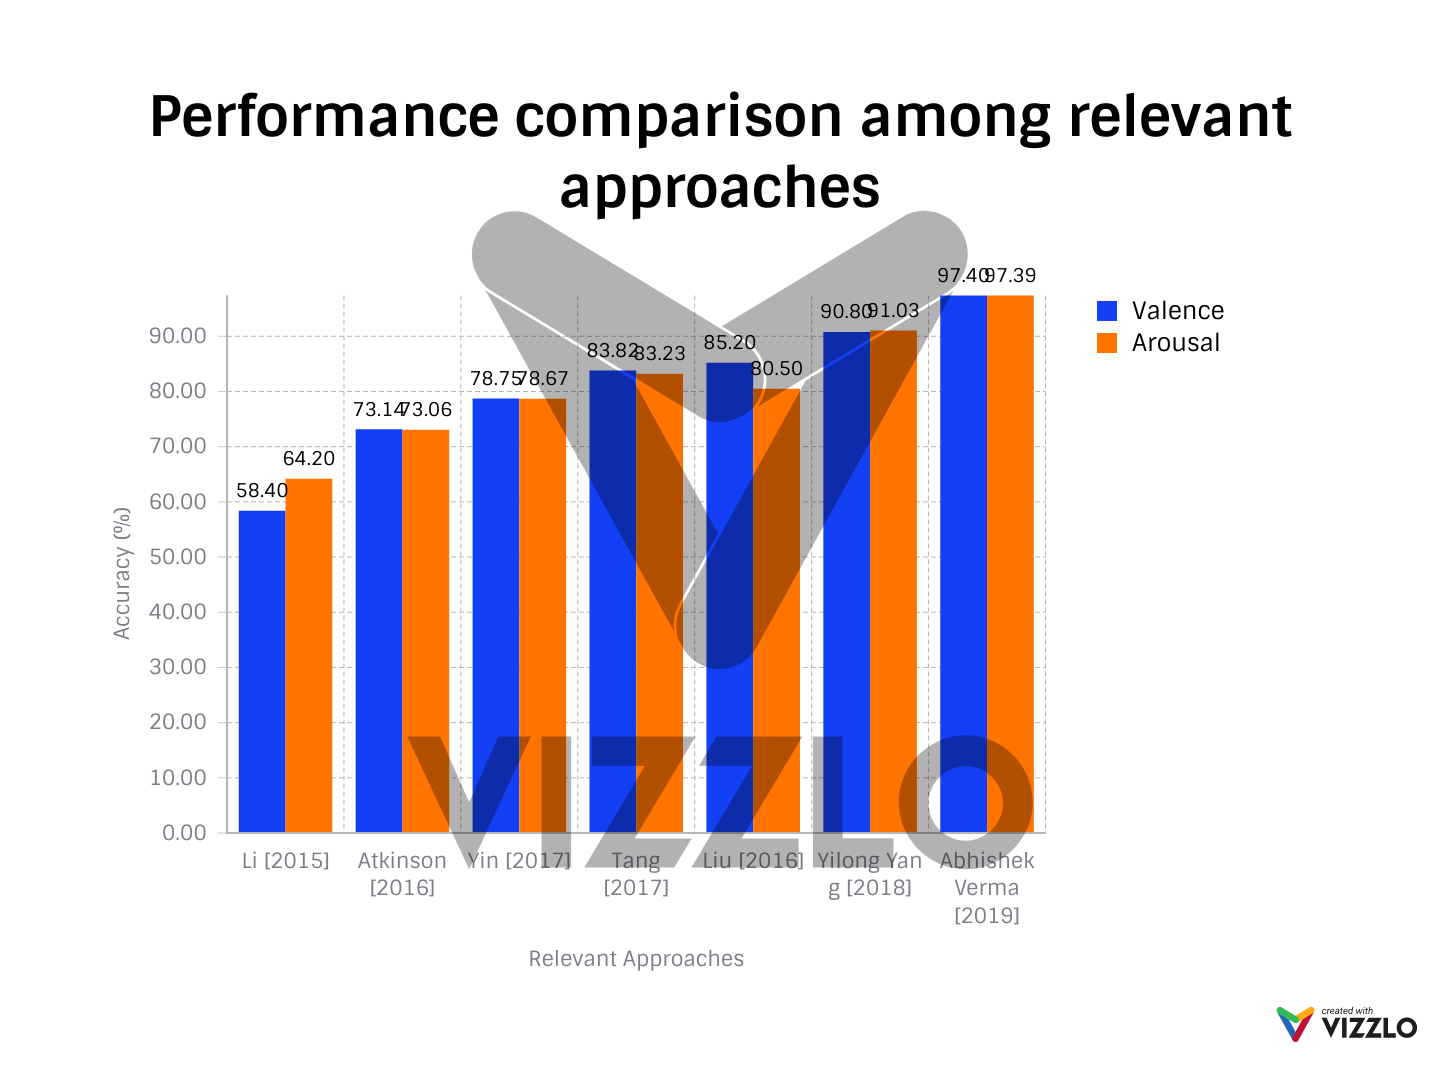 Performance comparison among relevant
approaches
97.40 97.39
90.80 91.03
85.20
83.82 83.23
80.50
78.75 78.67
73.14 73.06
64.20
58.40
Valence
Arousal
90.00
80.00
70.00
60.00
50.00
40.00
30.00
20.00
10.00
0.00
Accuracy (%)
VIZZLO
Li [2015] Atkinson Yin [2017] Tang Liu [2016] Yilong Yan Abhishek
[2016] [2017] g [2018] Verma
[2019]
Relevant Approaches
created with
VIZZLO